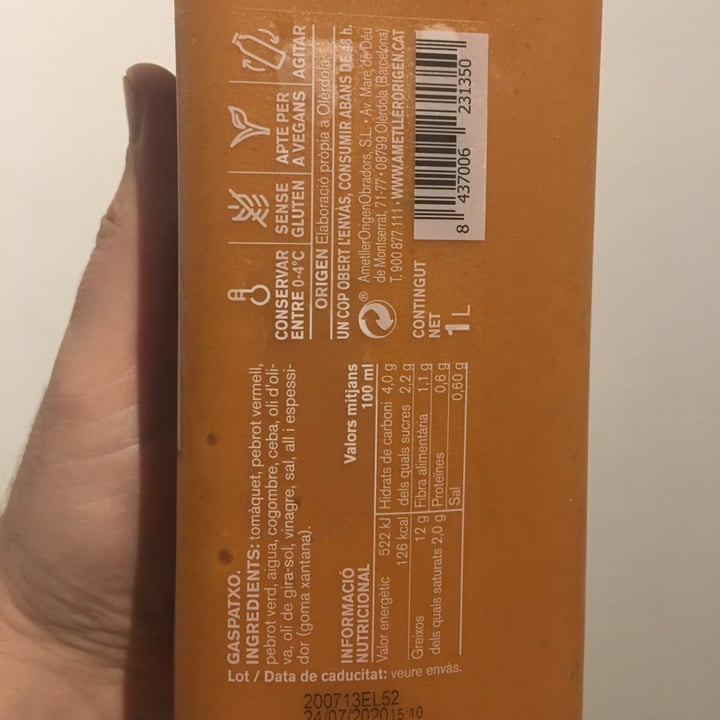 GASPATXO.
INGREDIENTS: tomàquet, pebrot vermell,
pebrot verd, aigua, cogombre, ceba, oli d'oli-
va, oli de gira-sol, vinagre, sal, all i espessi-
dor (goma xantana).
INFORMACIÓ
NUTRICIONAL
Valors mitjans
100 ml
Valor energètic 522 kJ
126 kcal
Greixos 12 g
dels quals saturats 2,0 g
Hidrats de carboni 4,0 g
dels quals sucres 2,2 g
Fibra alimentària 1,1 g
Proteïnes 0,6 g
Sal 0,60 g
Lot / Data de caducitat: veure envàs.
CONSERVAR
ENTRE 0-4°C
SENSE
GLUTEN
APTE PER
A VEGANS
AGITAR
ORIGEN Elaboració pròpia a Olèrdola.
UN COP OBERT L'ENVÀS, CONSUMIR ABANS DE 48 h.
AmetllerOrigenObradors, S.L. • Av. Mare de Déu
de Montserrat, 71-77 • 08799 Olèrdola (Barcelona)
T. 900 877 111 • WWW.AMETLLERORIGEN.CAT
CONTINGUT
NET
1 L
8 437006 231350
200713EL52
24/07/2020 15:10